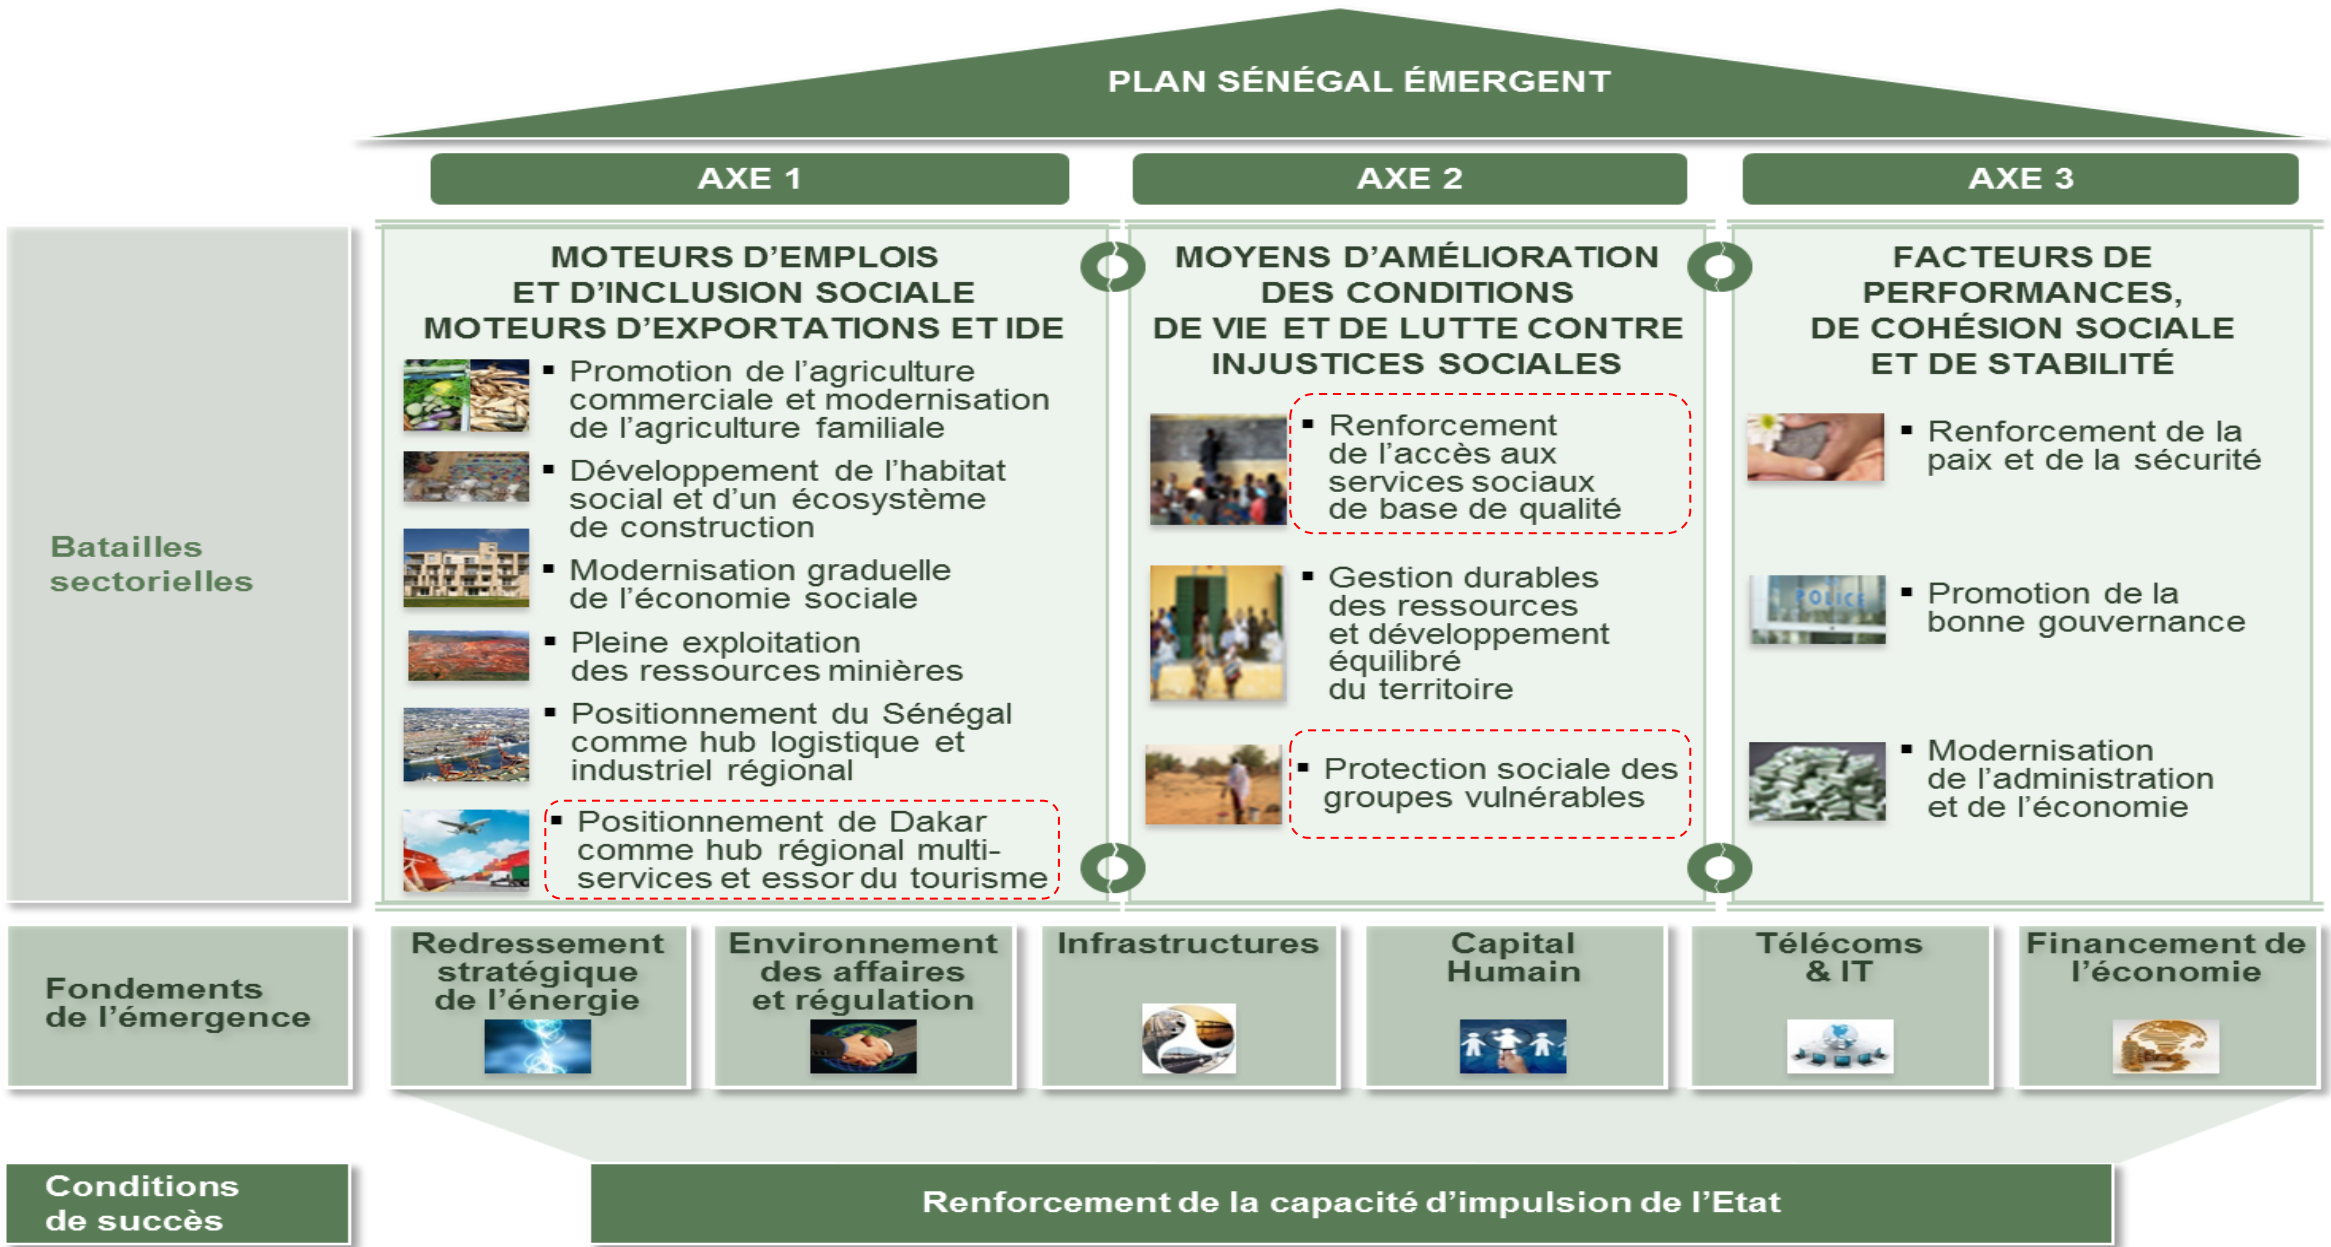 PLAN SÉNÉGAL ÉMERGENT
AXE 1
AXE 2
AXE 3
Batailles
sectorielles
MOTEURS D’EMPLOIS
ET D’INCLUSION SOCIALE
MOTEURS D’EXPORTATIONS ET IDE
▪ Promotion de l’agriculture
commerciale et modernisation
de l’agriculture familiale
▪ Développement de l’habitat
social et d’un écosystème
de construction
▪ Modernisation graduelle
de l’économie sociale
▪ Pleine exploitation
des ressources minières
▪ Positionnement du Sénégal
comme hub logistique et
industriel régional
▪ Positionnement de Dakar
comme hub régional multi-
services et essor du tourisme
MOYENS D’AMÉLIORATION
DES CONDITIONS
DE VIE ET DE LUTTE CONTRE
INJUSTICES SOCIALES
▪ Renforcement
de l’accès aux
services sociaux
de base de qualité
▪ Gestion durables
des ressources
et développement
équilibré
du territoire
▪ Protection sociale des
groupes vulnérables
FACTEURS DE
PERFORMANCES,
DE COHÉSION SOCIALE
ET DE STABILITÉ
▪ Renforcement de la
paix et de la sécurité
POLICE
▪ Promotion de la
bonne gouvernance
▪ Modernisation
de l’administration
et de l’économie
Fondements
de l’émergence
Redressement
stratégique
de l’énergie
Environnement
des affaires
et régulation
Infrastructures
Capital
Humain
Télécoms
& IT
Financement de
l’économie
Conditions
de succès
Renforcement de la capacité d’impulsion de l’Etat